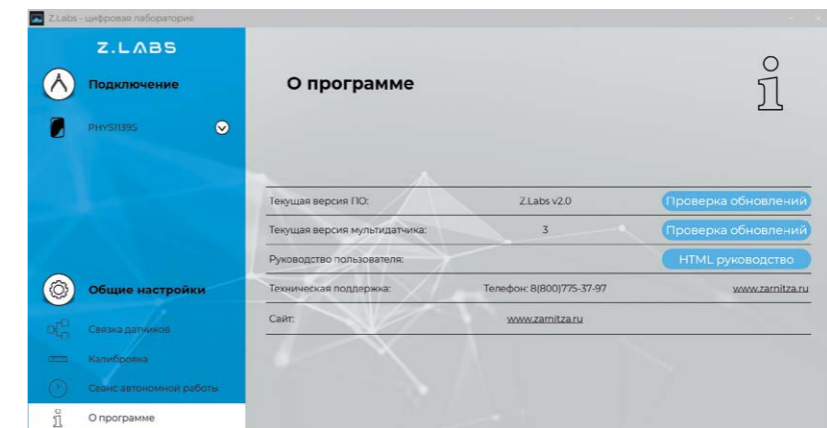 Z.Labs - цифровая лаборатория
Z.LABS
Подключение
PHYS11395
Общие настройки
Связка датчиков
Калибровка
Сеанс автономной работы
О программе
О программе
Текущая версия ПО: Z.Labs v2.0 Проверка обновлений
Текущая версия мультидатчика: 3 Проверка обновлений
Руководство пользователя: HTML руководство
Техническая поддержка: Телефон: 8(800)775-37-97 www.zarnitza.ru
Сайт: www.zarnitza.ru